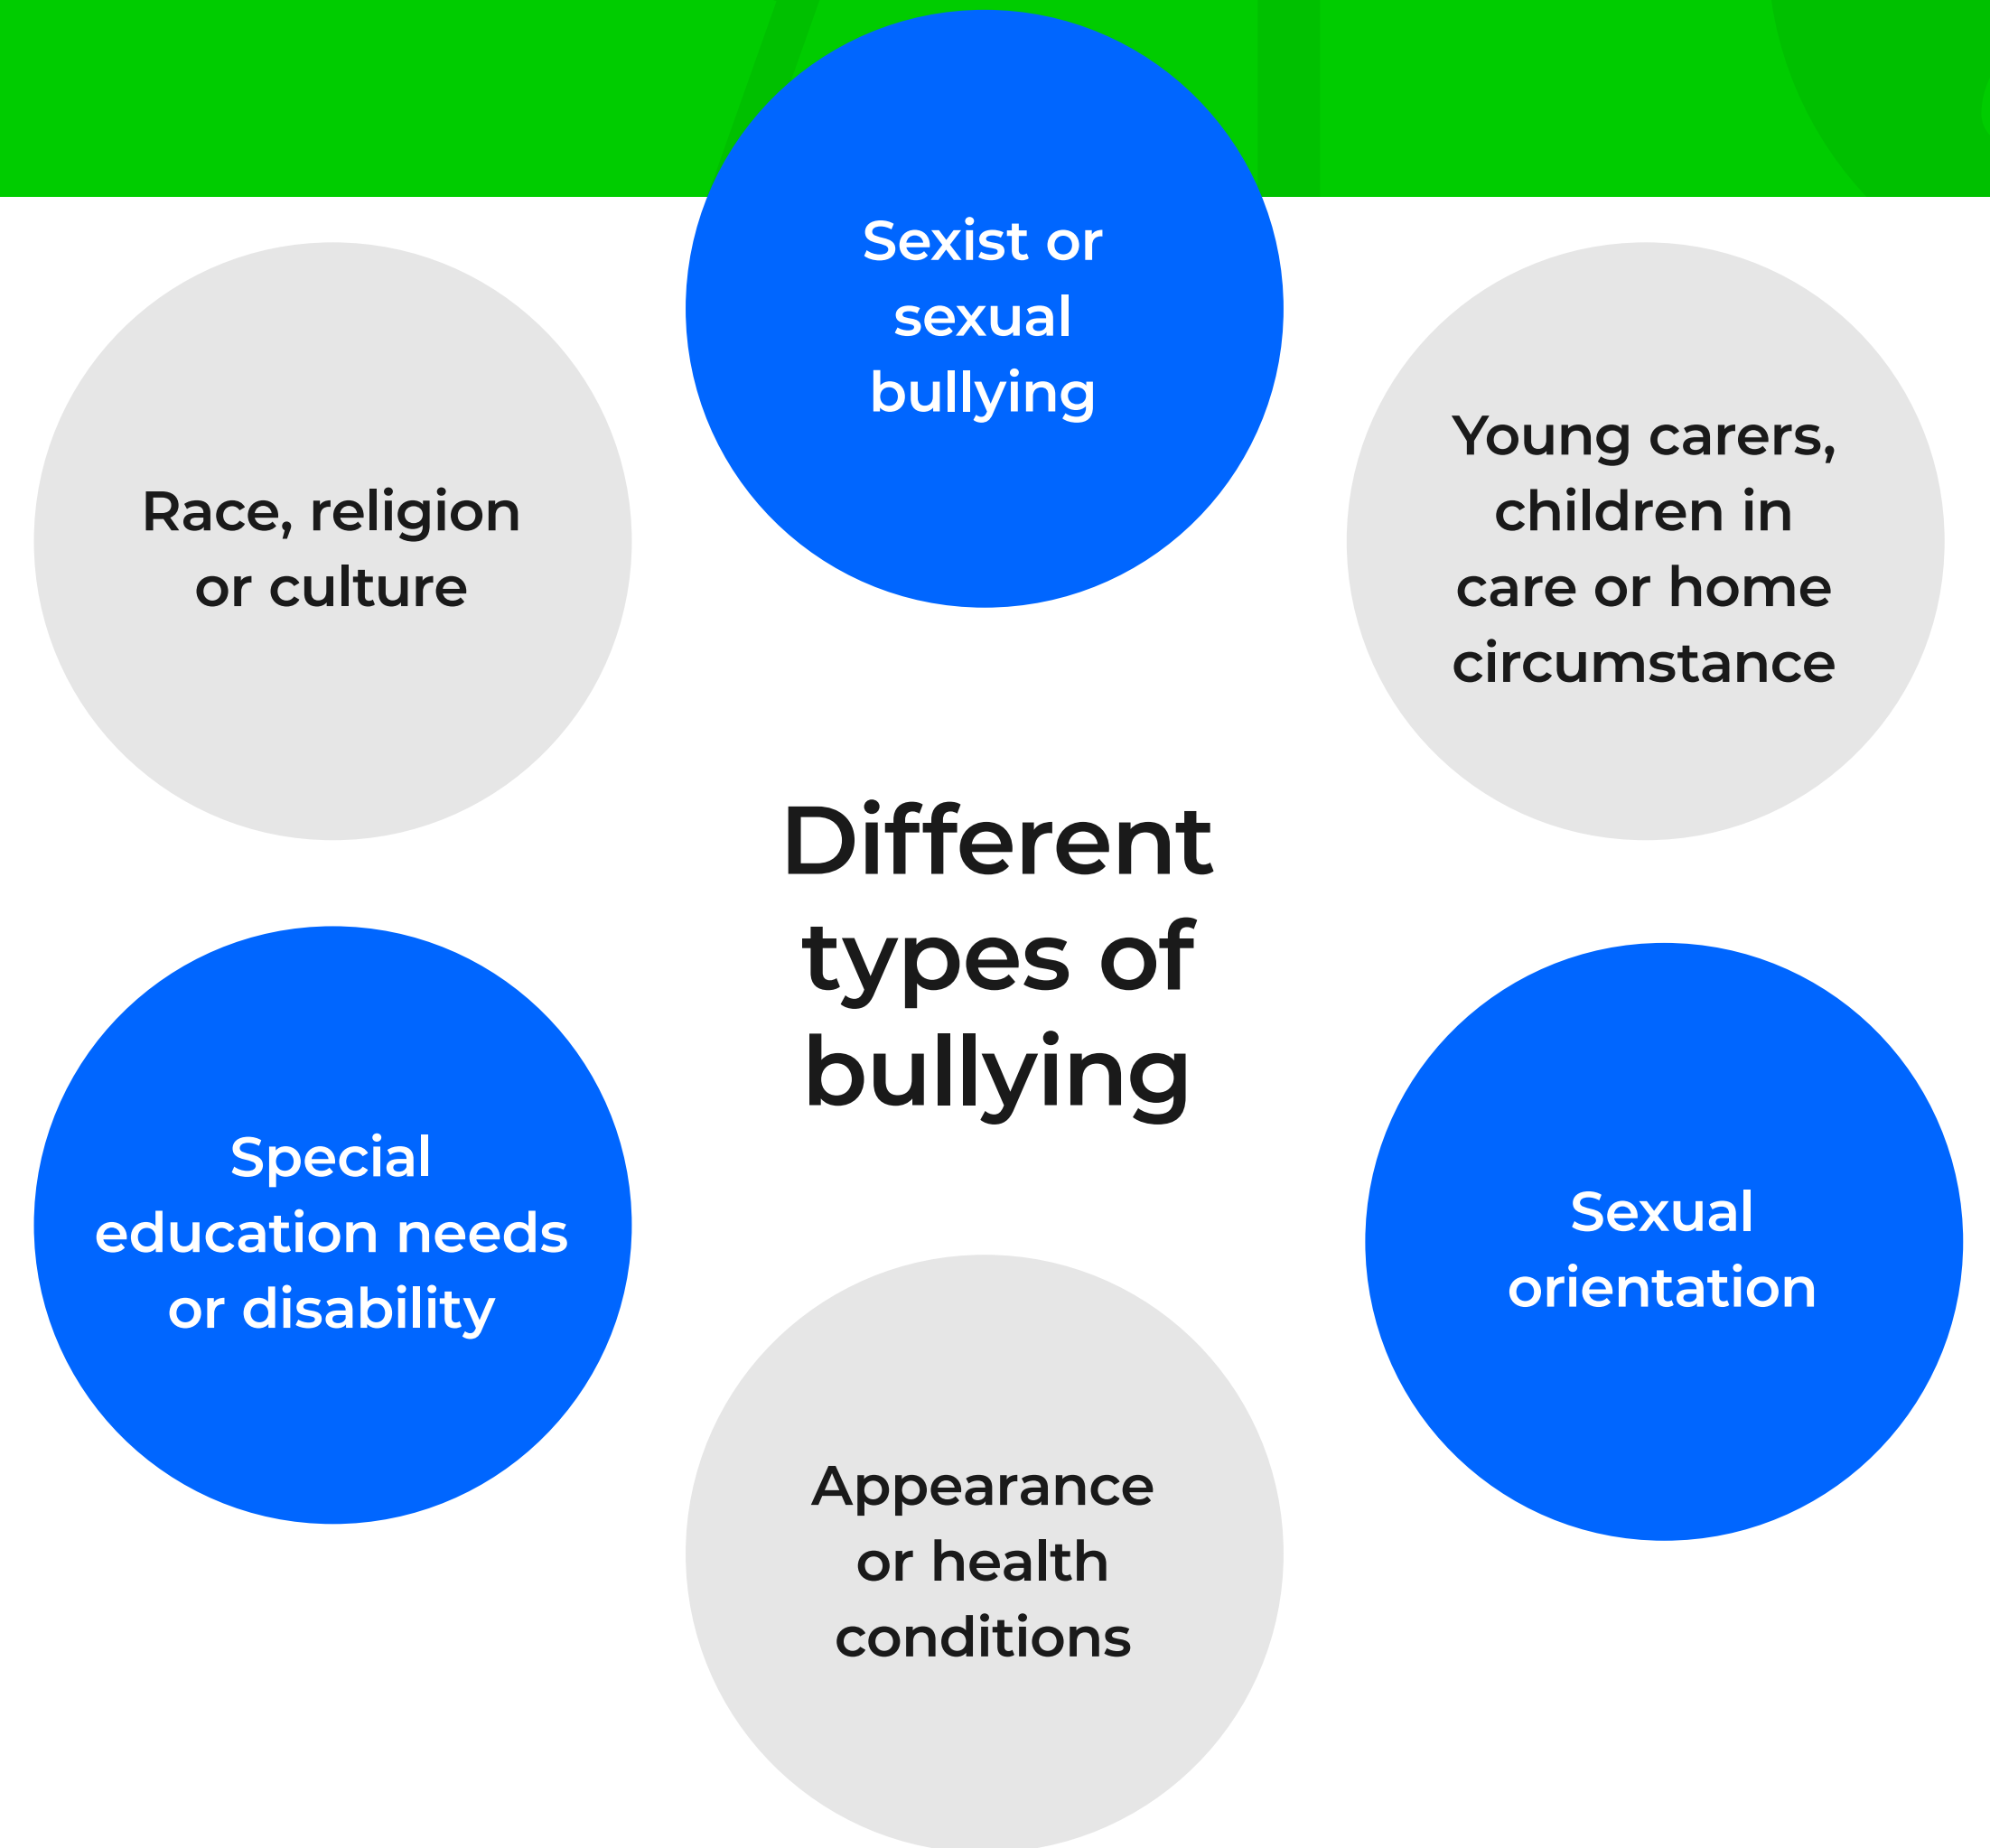 Sexist or
sexual
bullying
Race, religion
or culture
Young carers,
children in
care or home
circumstance
Different
types of
bullying
Special
education needs
or disability
Sexual
orientation
Appearance
or health
conditions